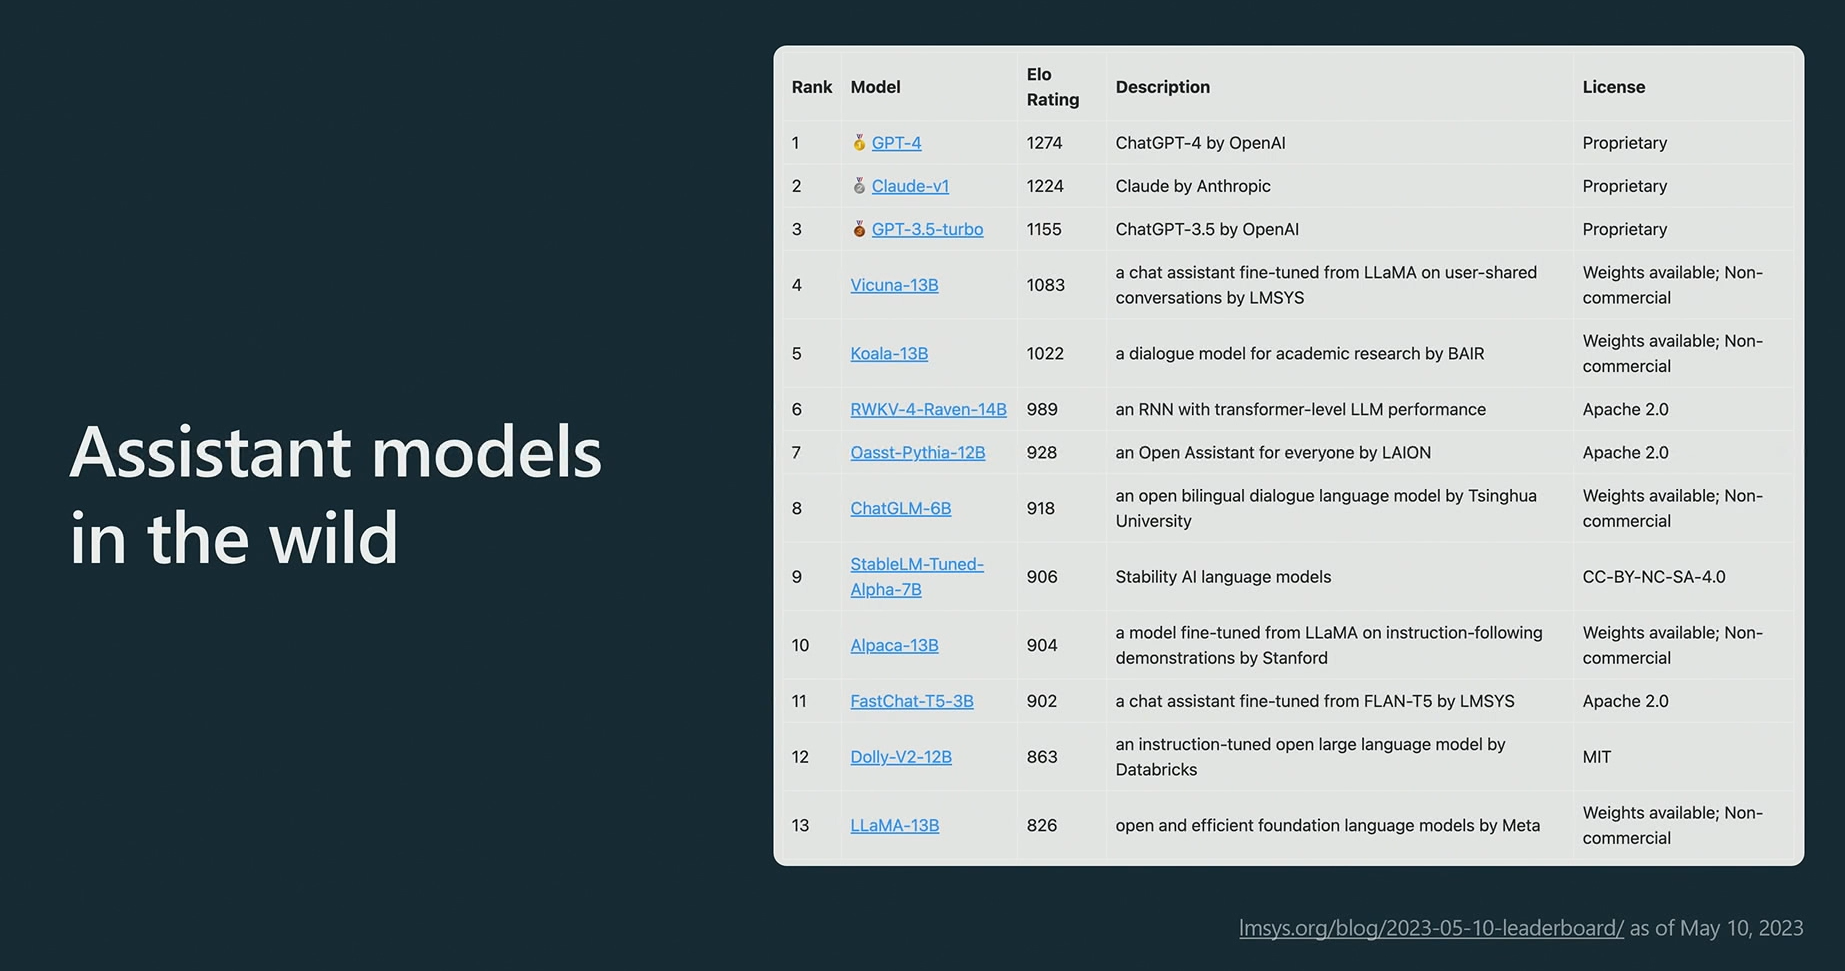 Assistant models
in the wild
Rank Model Elo Rating Description License
1 🥇 GPT-4 1274 ChatGPT-4 by OpenAI Proprietary
2 🥈 Claude-v1 1224 Claude by Anthropic Proprietary
3 🥉 GPT-3.5-turbo 1155 ChatGPT-3.5 by OpenAI Proprietary
4 Vicuna-13B 1083 a chat assistant fine-tuned from LLaMA on user-shared conversations by LMSYS Weights available; Non-commercial
5 Koala-13B 1022 a dialogue model for academic research by BAIR Weights available; Non-commercial
6 RWKV-4-Raven-14B 989 an RNN with transformer-level LLM performance Apache 2.0
7 Oasst-Pythia-12B 928 an Open Assistant for everyone by LAION Apache 2.0
8 ChatGLM-6B 918 an open bilingual dialogue language model by Tsinghua University Weights available; Non-commercial
9 StableLM-Tuned-Alpha-7B 906 Stability AI language models CC-BY-NC-SA-4.0
10 Alpaca-13B 904 a model fine-tuned from LLaMA on instruction-following demonstrations by Stanford Weights available; Non-commercial
11 FastChat-T5-3B 902 a chat assistant fine-tuned from FLAN-T5 by LMSYS Apache 2.0
12 Dolly-V2-12B 863 an instruction-tuned open large language model by Databricks MIT
13 LLaMA-13B 826 open and efficient foundation language models by Meta Weights available; Non-commercial
lmsys.org/blog/2023-05-10-leaderboard/ as of May 10, 2023